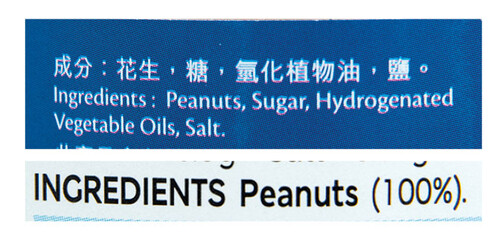 成分：花生，糖，氫化植物油，鹽。
Ingredients: Peanuts, Sugar, Hydrogenated
Vegetable Oils, Salt.
INGREDIENTS Peanuts (100%).